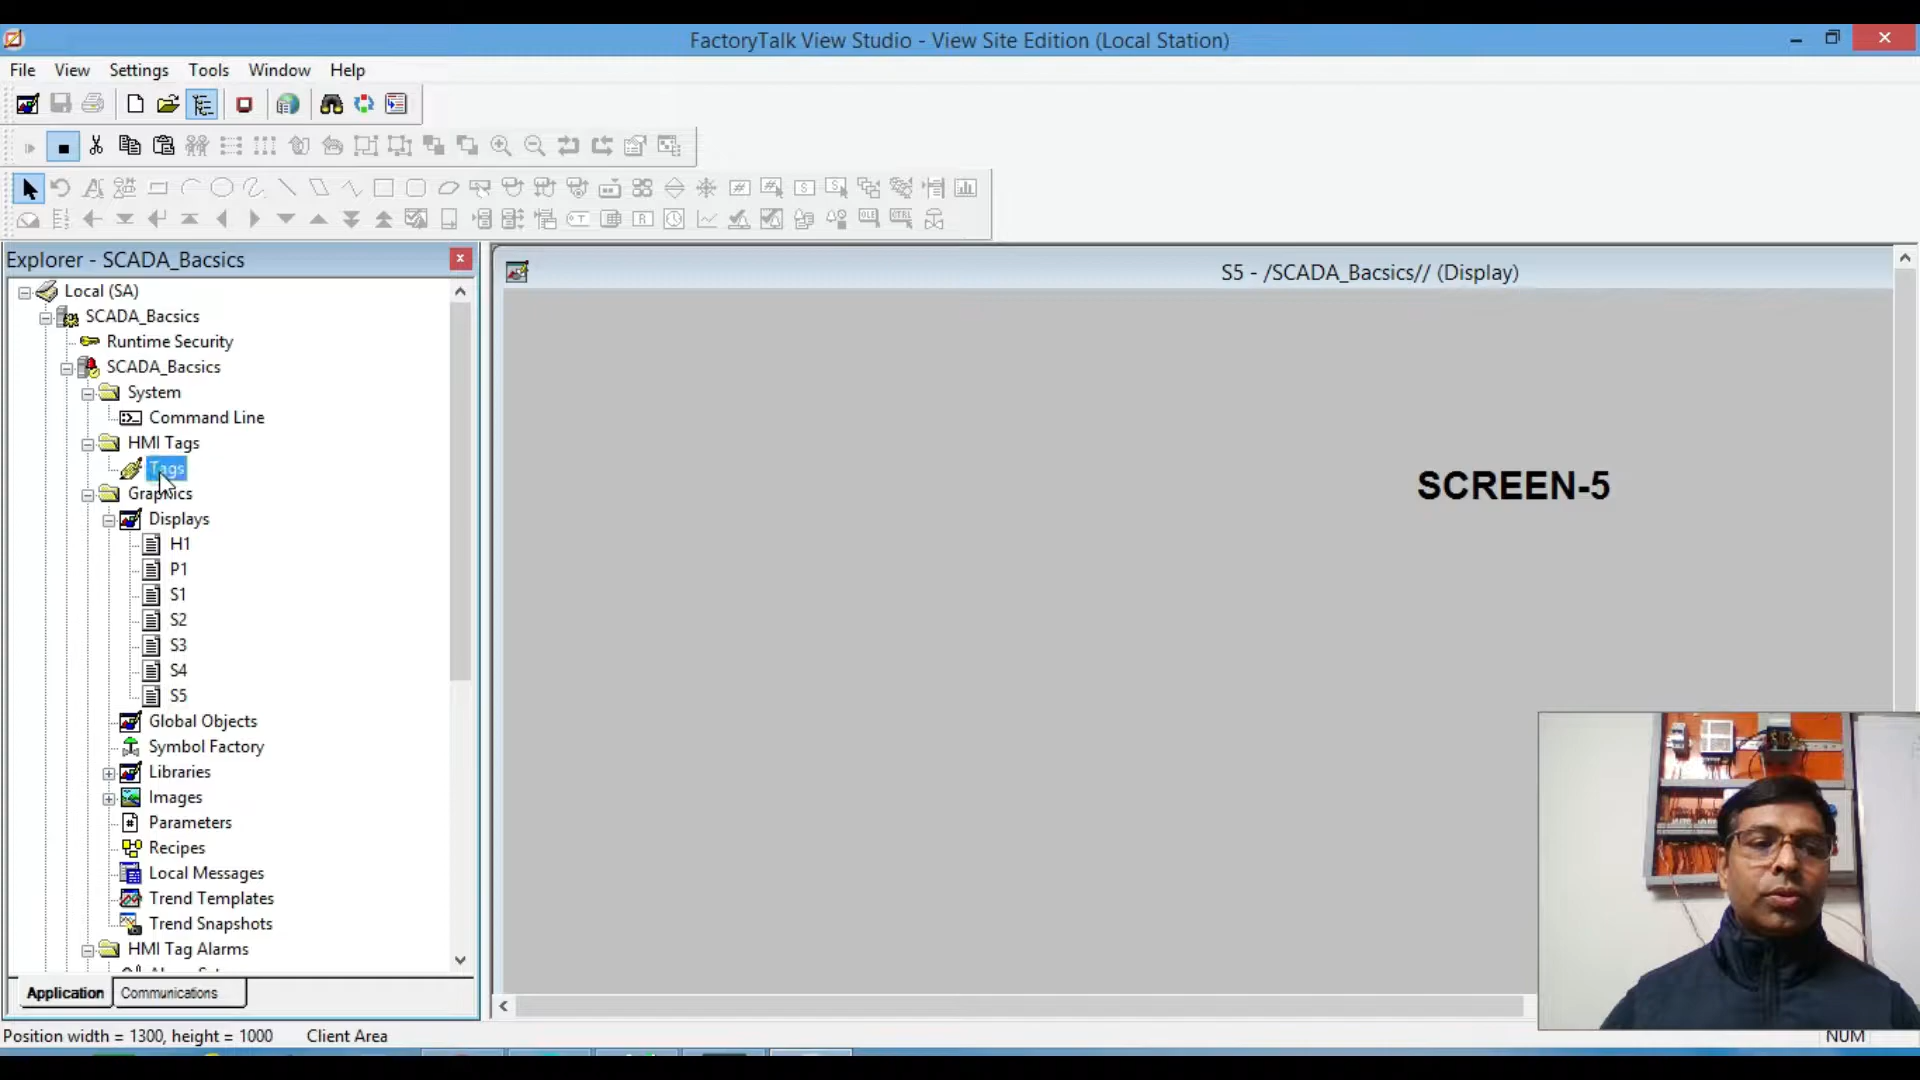 FactoryTalk View Studio - View Site Edition (Local Station)
File View Settings Tools Window Help
Explorer - SCADA_Bacsics
Local (SA)
SCADA_Bacsics
Runtime Security
SCADA_Bacsics
System
Command Line
HMI Tags
Tags
Graphics
Displays
H1
P1
S1
S2
S3
S4
S5
Global Objects
Symbol Factory
Libraries
Images
Parameters
Recipes
Local Messages
Trend Templates
Trend Snapshots
HMI Tag Alarms
Application Communications
S5 - /SCADA_Bacsics// (Display)
SCREEN-5
Position width = 1300, height = 1000 Client Area
NUM